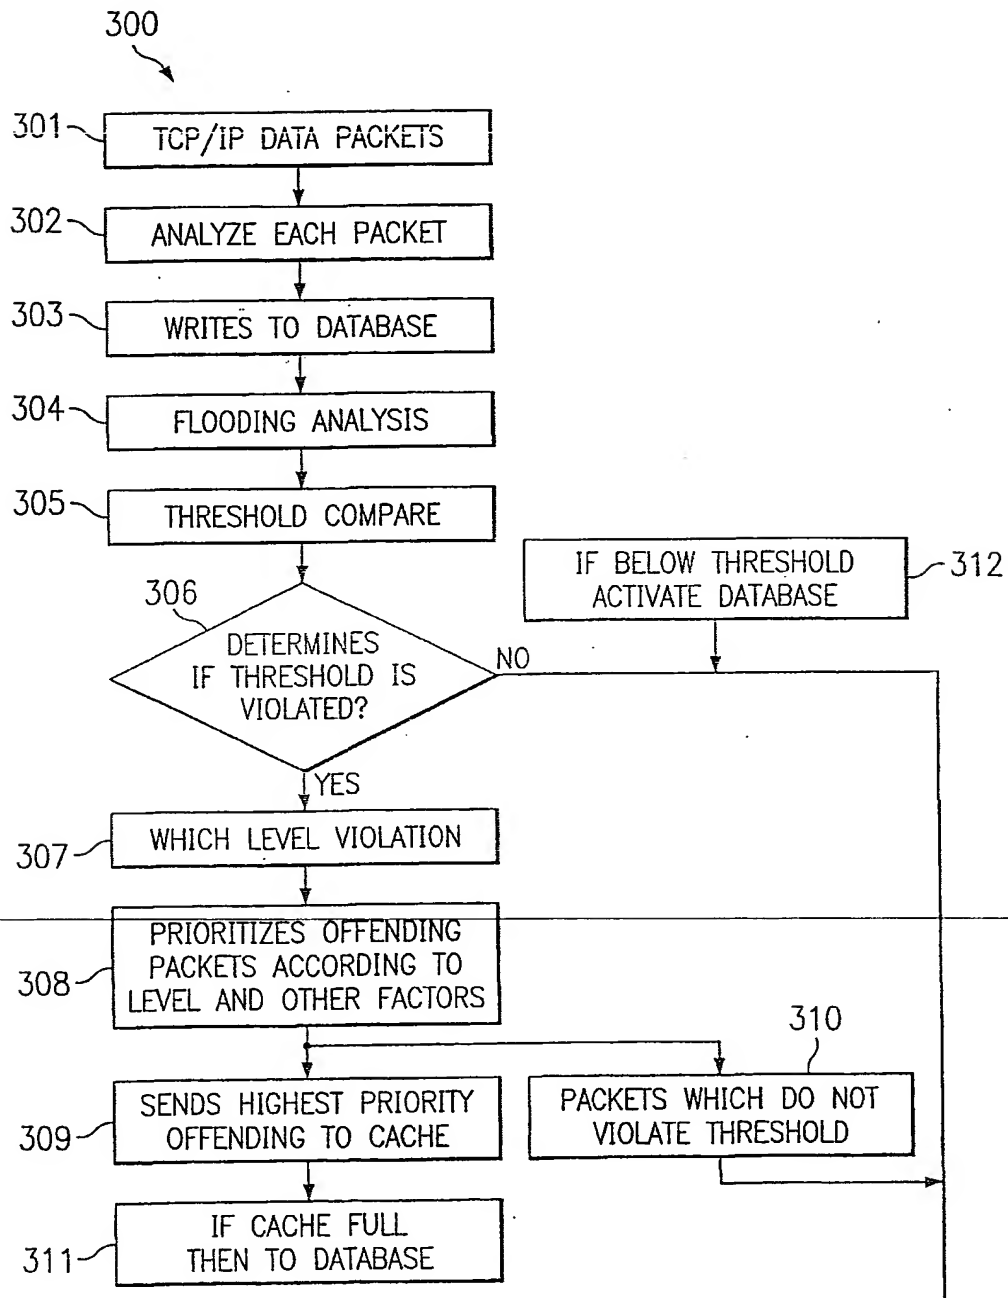 300
301
TCP/IP DATA PACKETS
302
ANALYZE EACH PACKET
303
WRITES TO DATABASE
304
FLOODING ANALYSIS
305
THRESHOLD COMPARE
IF BELOW THRESHOLD
ACTIVATE DATABASE
312
306
DETERMINES
IF THRESHOLD IS
VIOLATED?
NO
YES
307
WHICH LEVEL VIOLATION
308
PRIORITIZES OFFENDING
PACKETS ACCORDING TO
LEVEL AND OTHER FACTORS
310
309
SENDS HIGHEST PRIORITY
OFFENDING TO CACHE
PACKETS WHICH DO NOT
VIOLATE THRESHOLD
311
IF CACHE FULL
THEN TO DATABASE